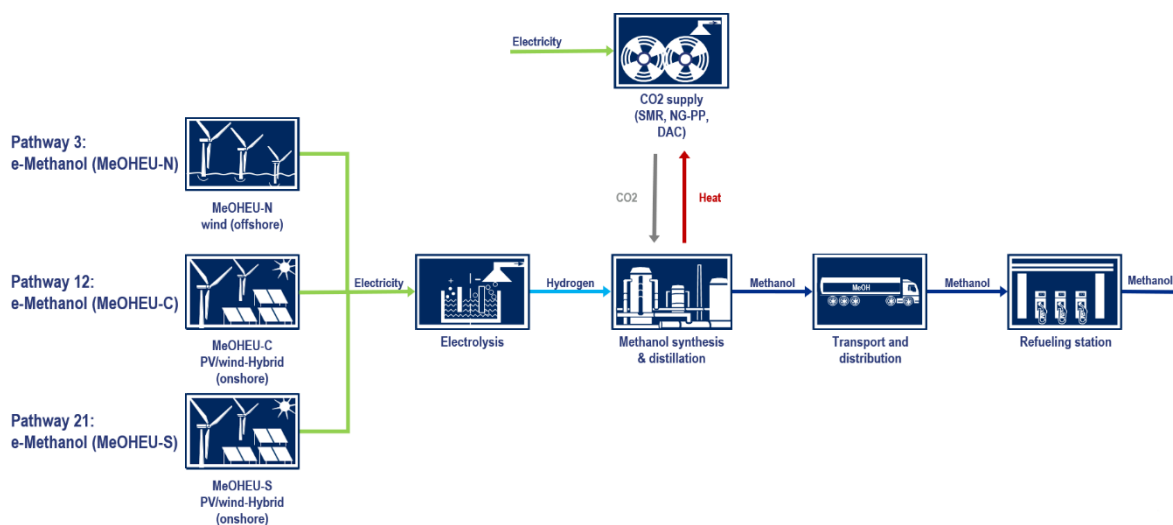 Electricity
CO2 supply
(SMR, NG-PP,
DAC)
Pathway 3:
e-Methanol (MeOHEU-N)
MeOHEU-N
wind (offshore)
CO2
Heat
Pathway 12:
e-Methanol (MeOHEU-C)
MeOHEU-C
PV/wind-Hybrid
(onshore)
Electricity
Electrolysis
Hydrogen
Methanol synthesis
& distillation
Methanol
MeOH
Transport and
distribution
Methanol
Refueling station
Methanol
Pathway 21:
e-Methanol (MeOHEU-S)
MeOHEU-S
PV/wind-Hybrid
(onshore)